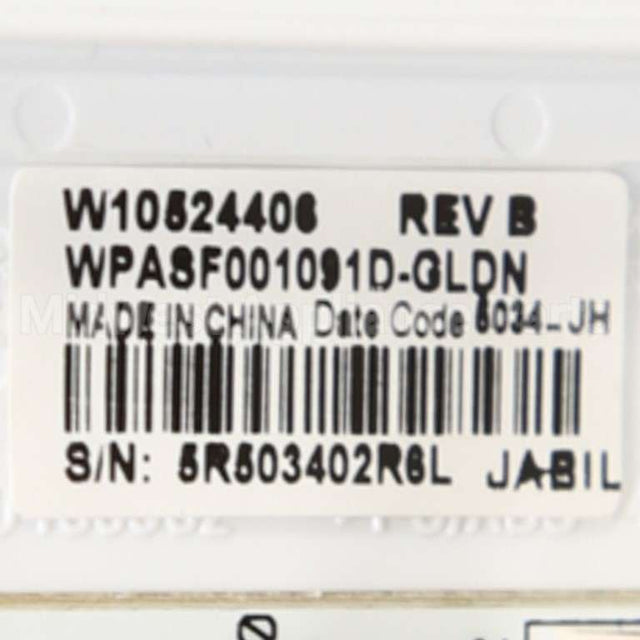 W10524406 REV B
WPASF001091D-GLDN
MADE IN CHINA Date Code 5034-JH
S/N: 5R503402R6L JABIL